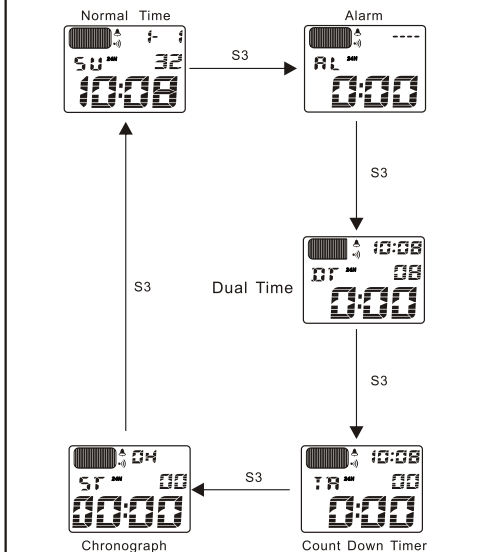 Normal Time
1- 1
SU 24H 32
10:08
S3
Alarm
----
AL 24H
0:00
S3
Dual Time
10:08
DT 24H 08
0:00
S3
S3
10:08
TR 24H 00
0:00
Count Down Timer
S3
04
ST 24H 00
00:00
Chronograph